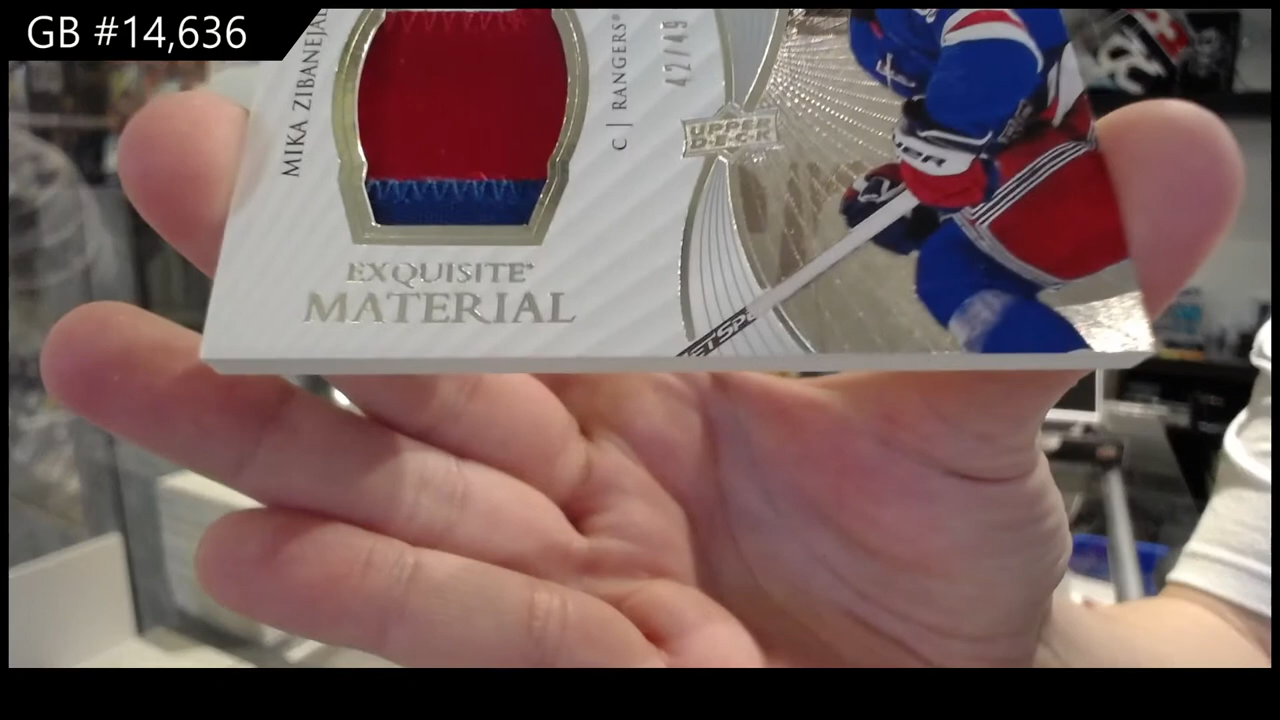 GB #14,636
MIKA ZIBANEJAD
C | RANGERS®
42/49
UPPER
DECK
EXQUISITE
MATERIAL